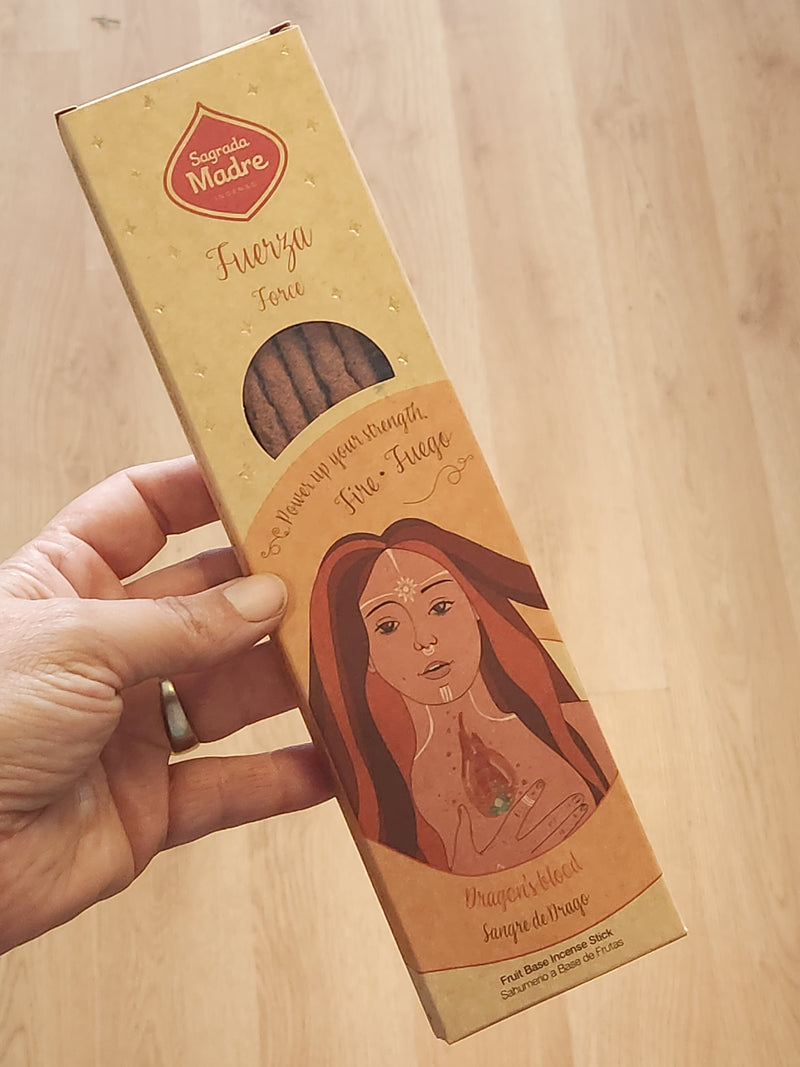 Sagrada
Madre
INCENSO
Fuerza
Force
Power up your strength.
Fire • Fuego
Dragon's blood
Sangre de Drago
Fruit Base Incense Stick
Sahumerio a Base de Frutas